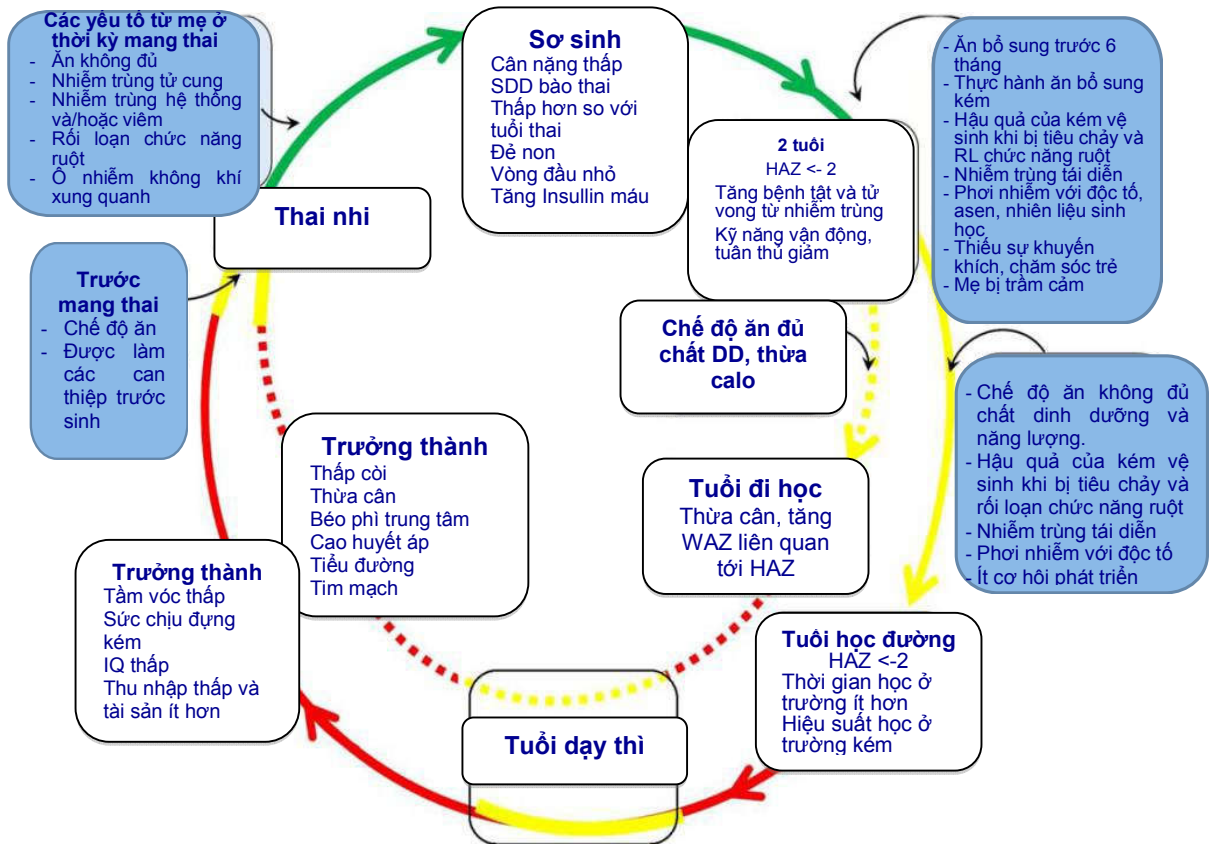 Các yếu tố từ mẹ ở
thời kỳ mang thai
- Ăn không đủ
- Nhiễm trùng tử cung
- Nhiễm trùng hệ thống
và/hoặc viêm
- Rối loạn chức năng
ruột
- Ô nhiễm không khí
xung quanh
Thai nhi
Sơ sinh
Cân nặng thấp
SDD bào thai
Thấp hơn so với
tuổi thai
Đẻ non
Vòng đầu nhỏ
Tăng Insullin máu
2 tuổi
HAZ <- 2
Tăng bệnh tật và tử
vong từ nhiễm trùng
Kỹ năng vận động,
tuân thủ giảm
- Ăn bổ sung trước 6
tháng
- Thực hành ăn bổ sung
kém
- Hậu quả của kém vệ
sinh khi bị tiêu chảy và
RL chức năng ruột
- Nhiễm trùng tái diễn
- Phơi nhiễm với độc tố,
asen, nhiên liệu sinh
học
- Thiếu sự khuyến
khích, chăm sóc trẻ
- Mẹ bị trầm cảm
Trước
mang thai
- Chế độ ăn
- Được làm
các can
thiệp trước
sinh
Chế độ ăn đủ
chất DD, thừa
calo
- Chế độ ăn không đủ
chất dinh dưỡng và
năng lượng.
- Hậu quả của kém vệ
sinh khi bị tiêu chảy và
rối loạn chức năng ruột
- Nhiễm trùng tái diễn
- Phơi nhiễm với độc tố
- Ít cơ hội phát triển
Trưởng thành
Thấp còi
Thừa cân
Béo phì trung tâm
Cao huyết áp
Tiểu đường
Tim mạch
Tuổi đi học
Thừa cân, tăng
WAZ liên quan
tới HAZ
Trưởng thành
Tầm vóc thấp
Sức chịu đựng
kém
IQ thấp
Thu nhập thấp và
tài sản ít hơn
Tuổi học đường
HAZ <-2
Thời gian học ở
trường ít hơn
Hiệu suất học ở
trường kém
Tuổi dạy thì